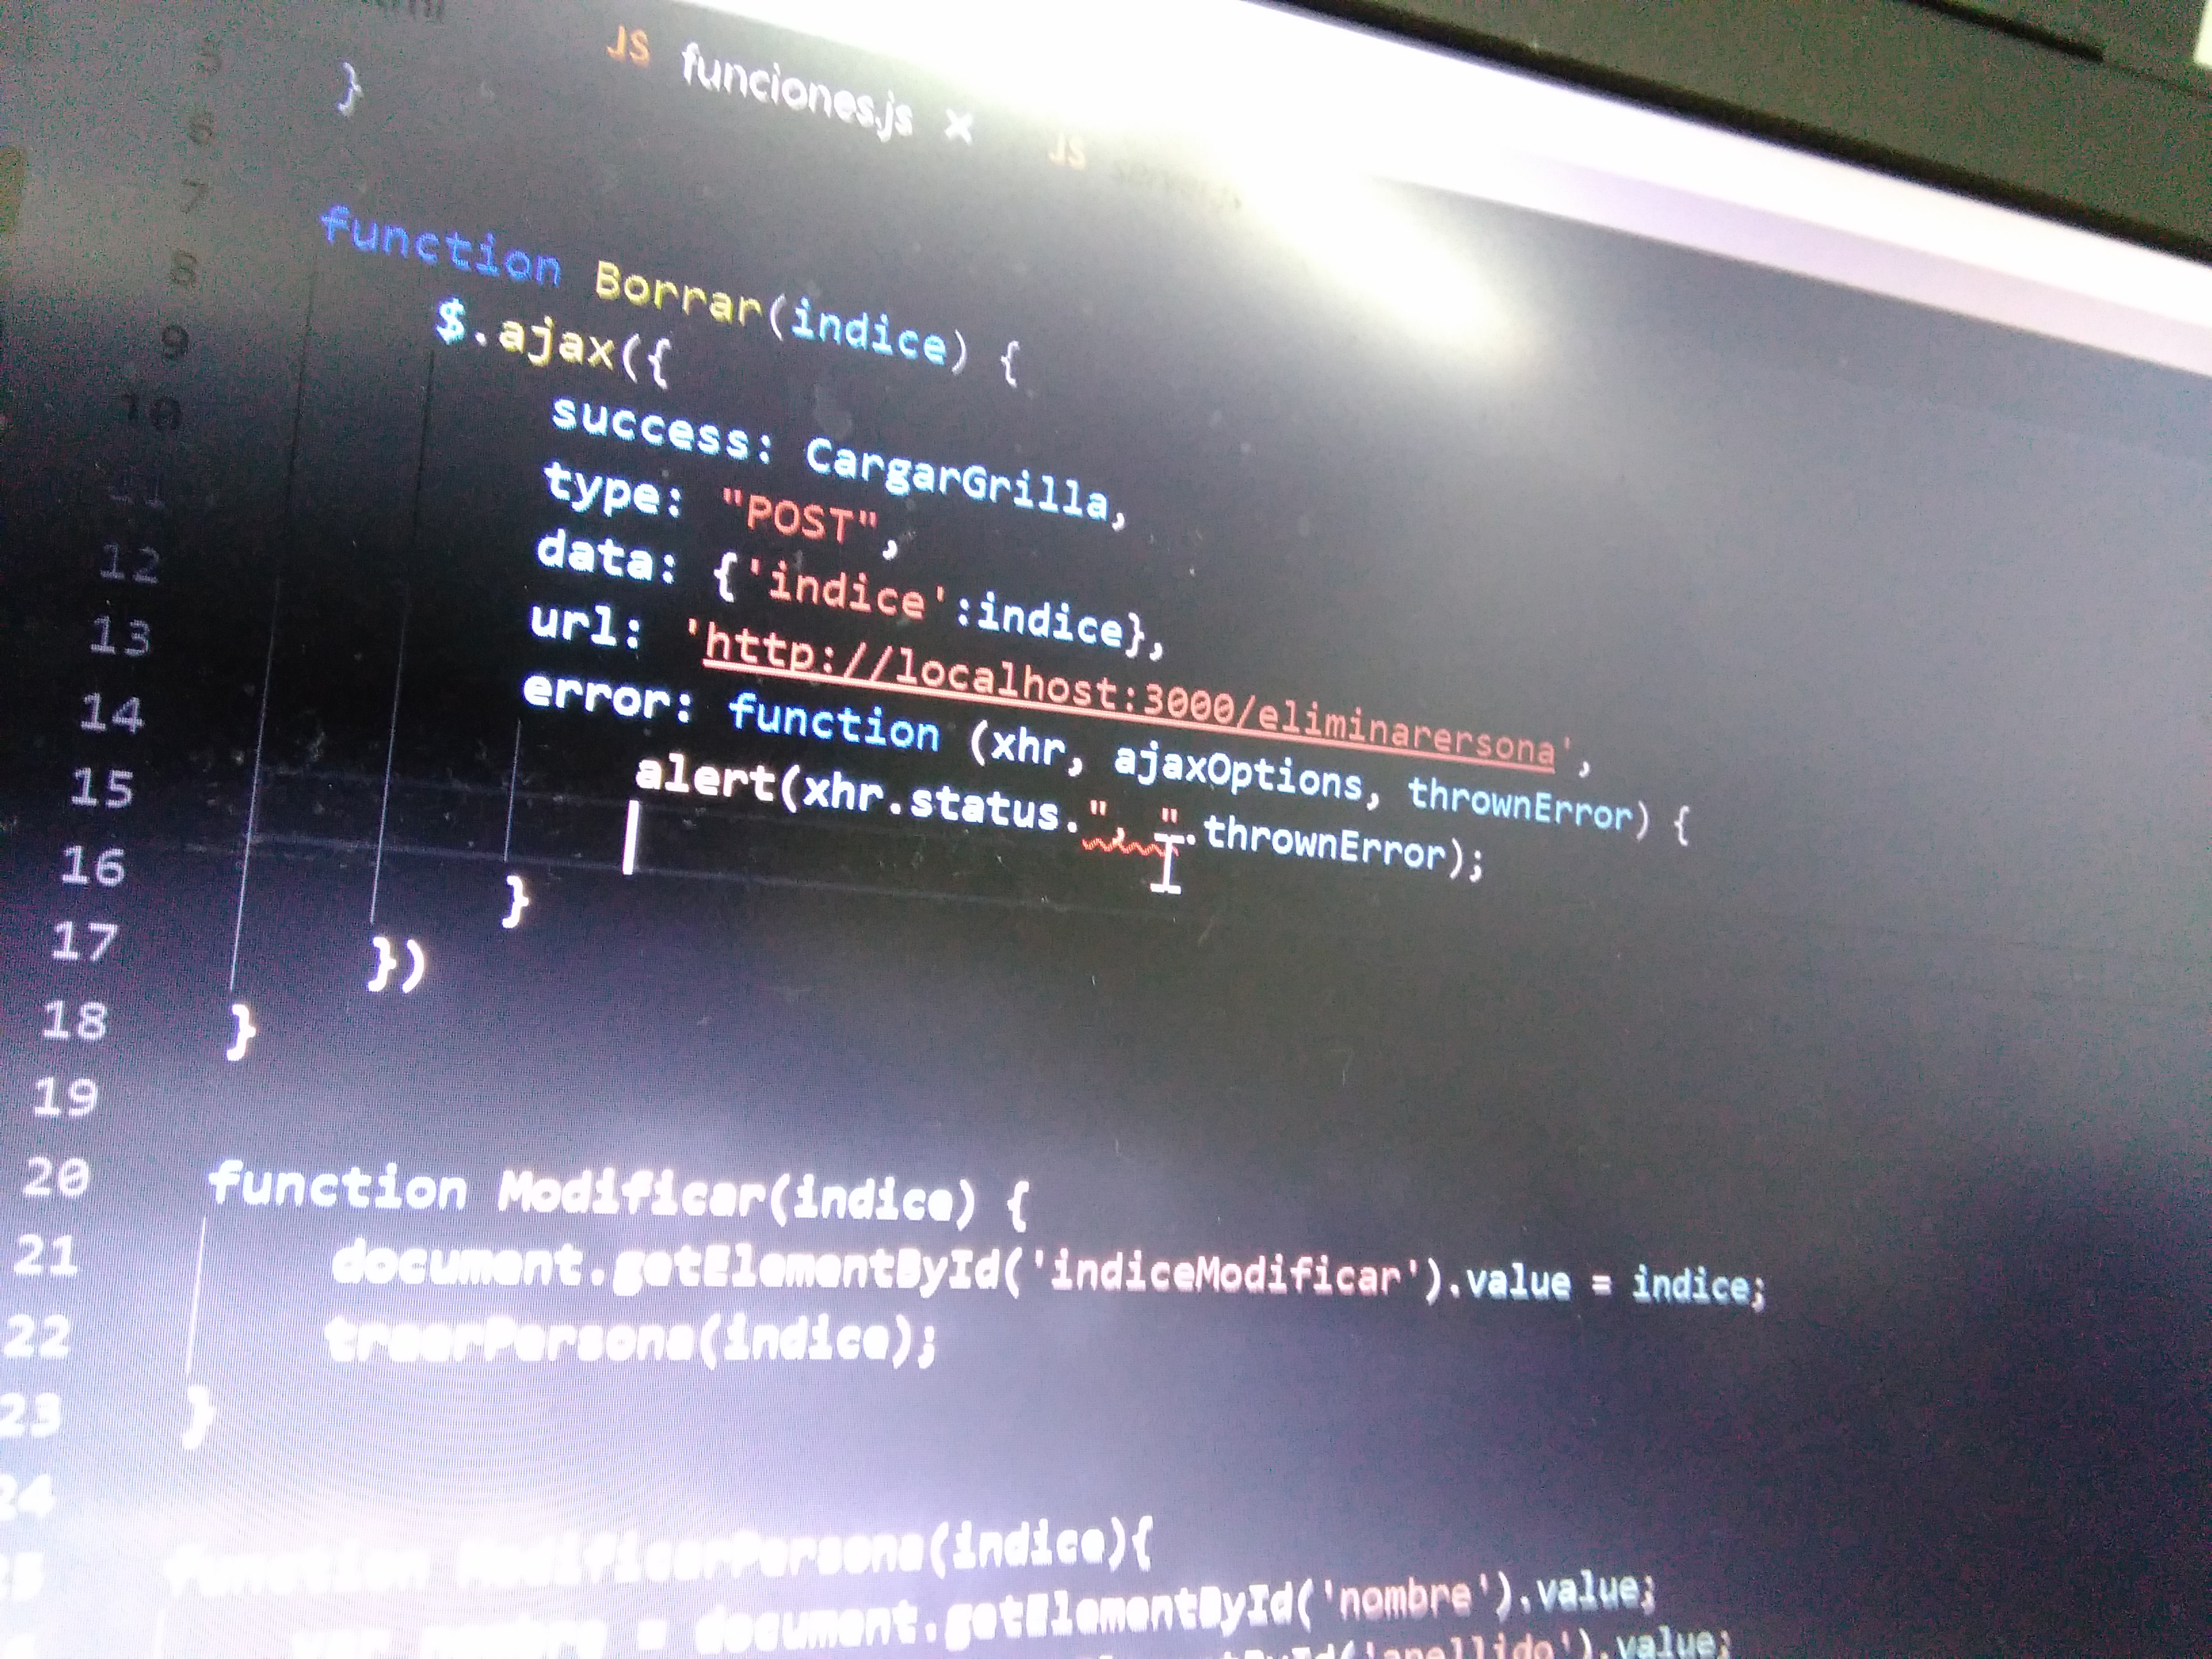 JS funciones.js × JS
5
6 }
7
8 function Borrar(indice) {
9 $.ajax({
10 success: CargarGrilla,
11 type: "POST",
12 data: {'indice':indice},
13 url: 'http://localhost:3000/eliminarersona',
14 error: function (xhr, ajaxOptions, thrownError) {
15 alert(xhr.status.", ".thrownError);
16
17 }
18 })
19 }
20
21 function Modificar(indice) {
22 document.getElementById('indiceModificar').value = indice;
23 traerPersona(indice);
24 }
25
function ModificarPersona(indice){
var nombre = document.getElementById('nombre').value;
ById('apellido').value;